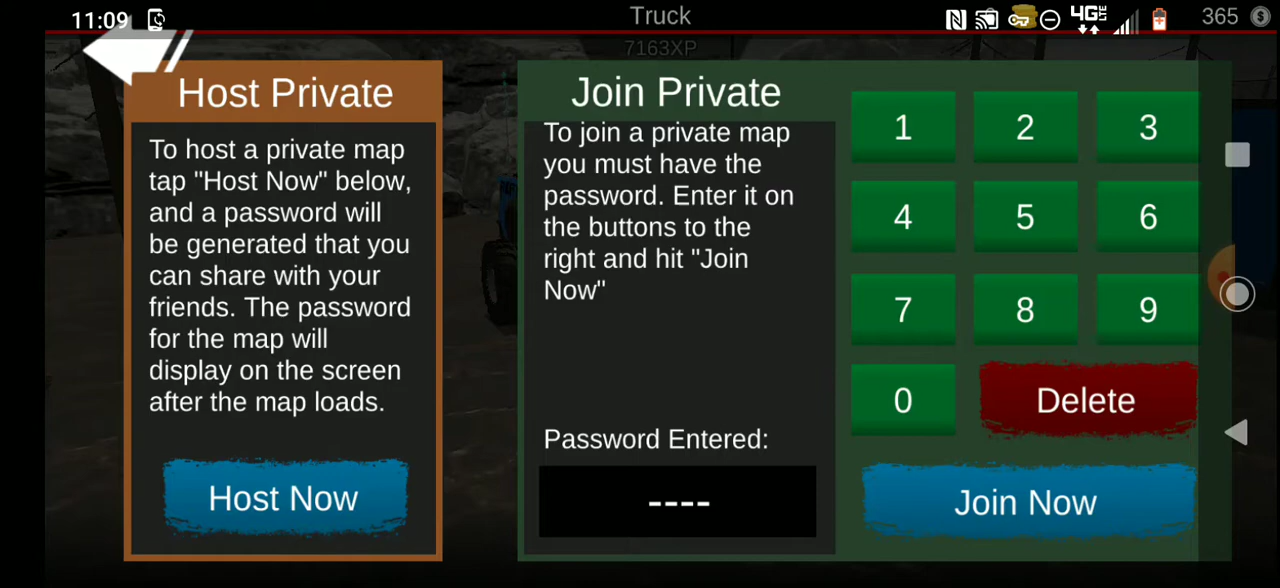 11:09
4G LTE
365
Truck
7163XP
Host Private
To host a private map
tap "Host Now" below,
and a password will
be generated that you
can share with your
friends. The password
for the map will
display on the screen
after the map loads.
Host Now
Join Private
To join a private map
you must have the
password. Enter it on
the buttons to the
right and hit "Join
Now"
Password Entered:
----
1 2 3
4 5 6
7 8 9
0 Delete
Join Now